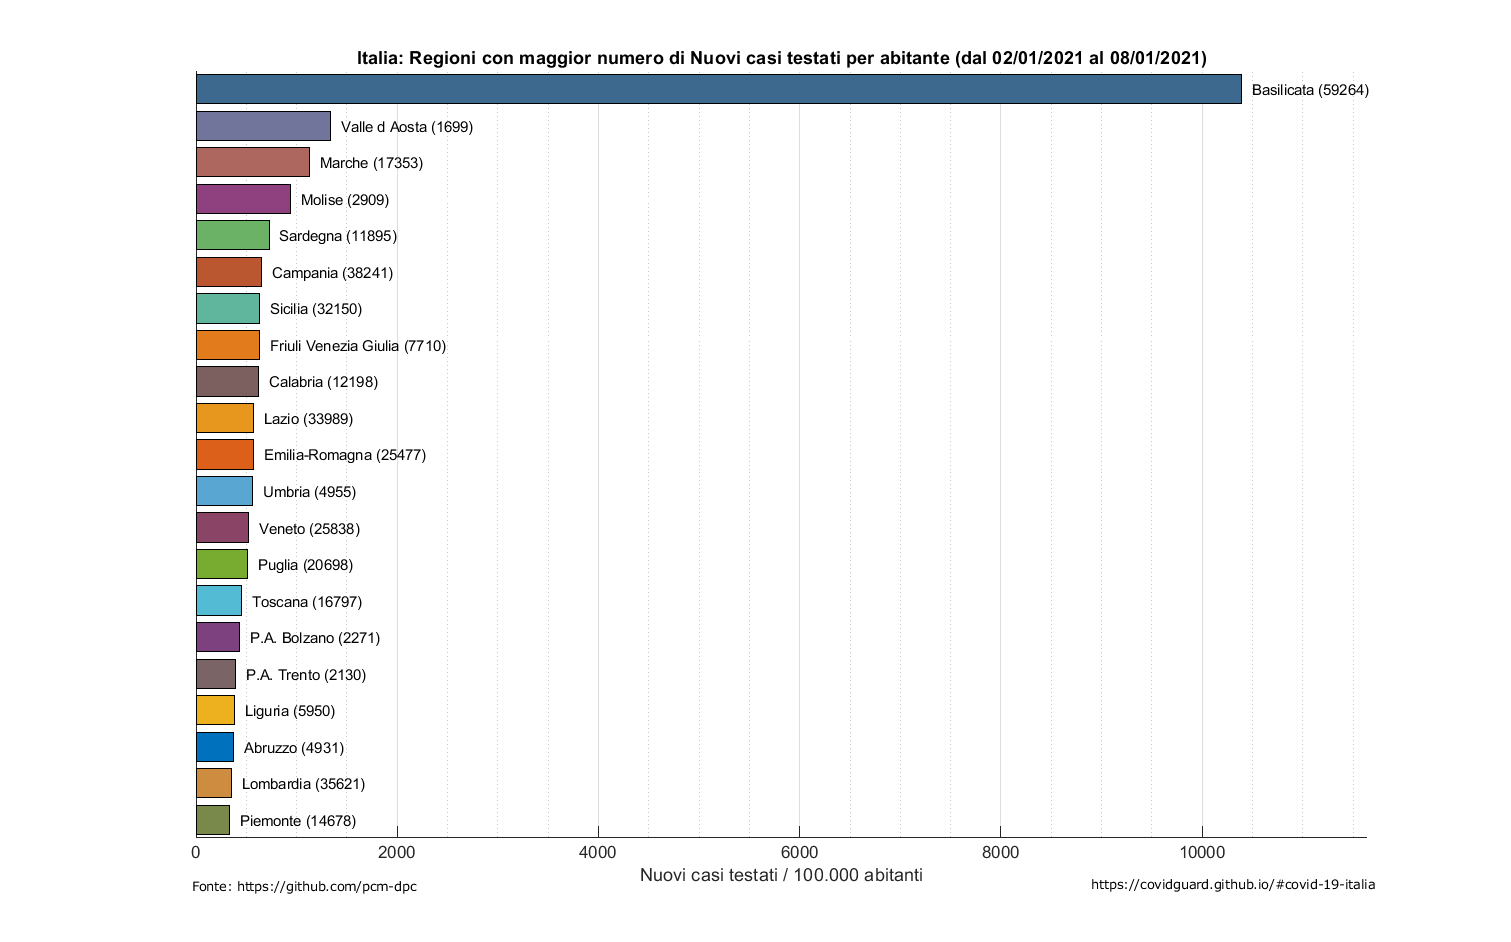 Italia: Regioni con maggior numero di Nuovi casi testati per abitante (dal 02/01/2021 al 08/01/2021)
Basilicata (59264)
Valle d Aosta (1699)
Marche (17353)
Molise (2909)
Sardegna (11895)
Campania (38241)
Sicilia (32150)
Friuli Venezia Giulia (7710)
Calabria (12198)
Lazio (33989)
Emilia-Romagna (25477)
Umbria (4955)
Veneto (25838)
Puglia (20698)
Toscana (16797)
P.A. Bolzano (2271)
P.A. Trento (2130)
Liguria (5950)
Abruzzo (4931)
Lombardia (35621)
Piemonte (14678)
0 2000 4000 6000 8000 10000
Nuovi casi testati / 100.000 abitanti
Fonte: https://github.com/pcm-dpc
https://covidguard.github.io/#covid-19-italia